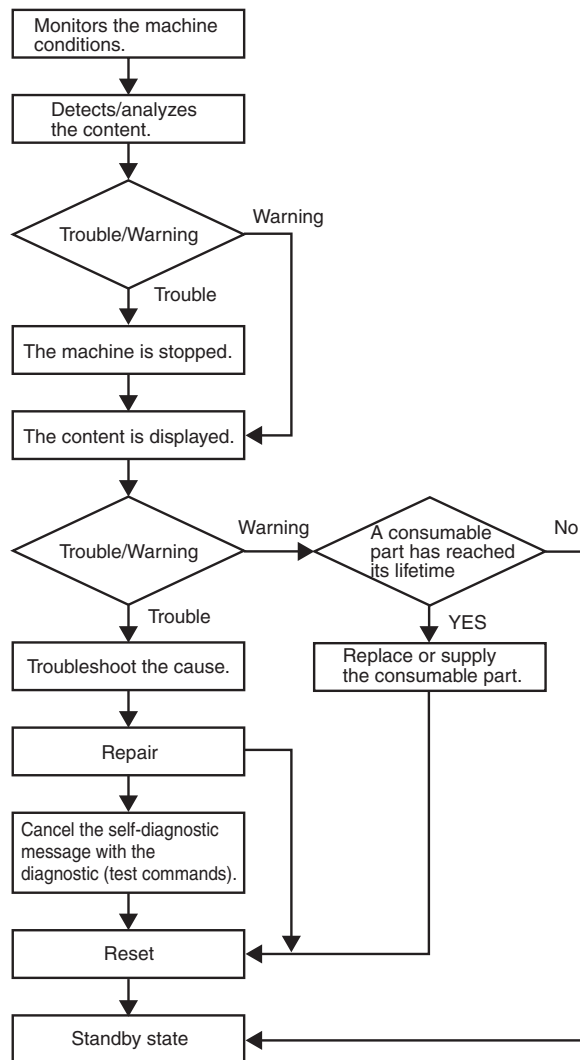 Monitors the machine
conditions.
Detects/analyzes
the content.
Warning
Trouble/Warning
Trouble
The machine is stopped.
The content is displayed.
Warning
A consumable
part has reached
its lifetime
No
Trouble/Warning
Trouble
YES
Troubleshoot the cause.
Replace or supply
the consumable part.
Repair
Cancel the self-diagnostic
message with the
diagnostic (test commands).
Reset
Standby state